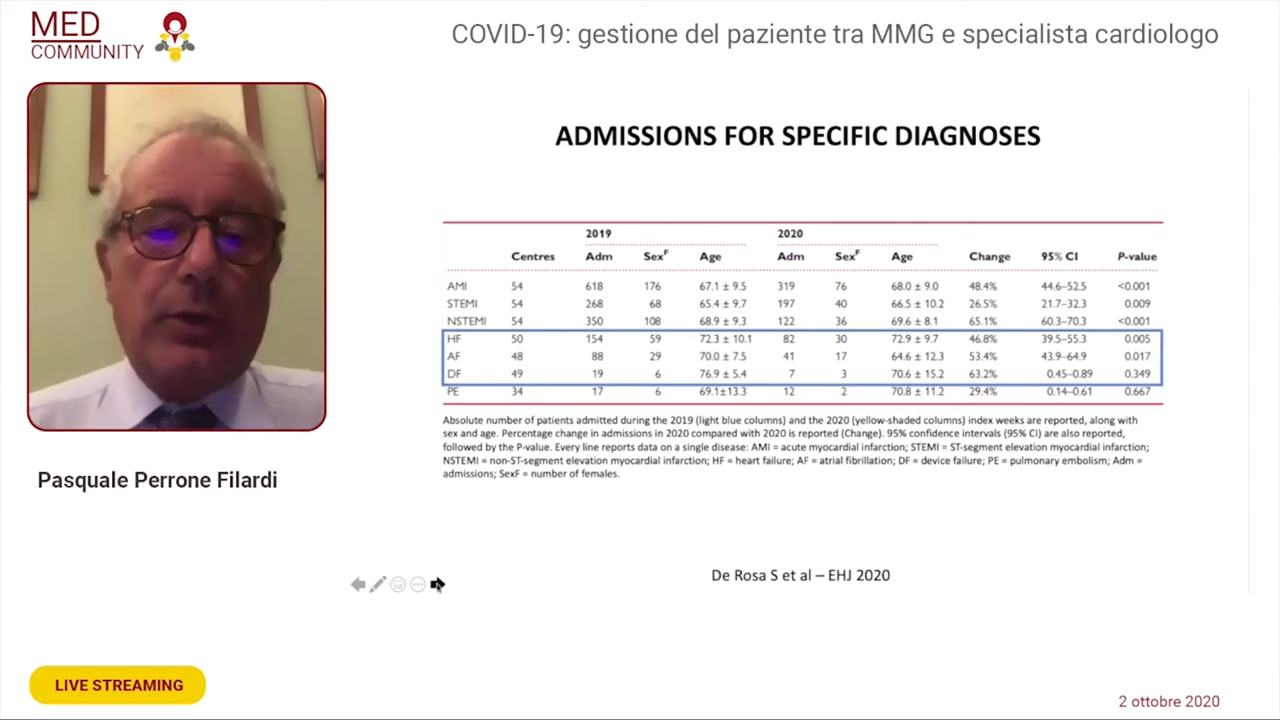 MED
COMMUNITY
COVID-19: gestione del paziente tra MMG e specialista cardiologo
ADMISSIONS FOR SPECIFIC DIAGNOSES
2019 2020
Centres Adm Sex^F Age Adm Sex^F Age Change 95% CI P-value
AMI 54 618 176 67.1 ± 9.5 319 76 68.0 ± 9.0 48.4% 44.6–52.5 <0.001
STEMI 54 268 68 65.4 ± 9.7 197 40 66.5 ± 10.2 26.5% 21.7–32.3 0.009
NSTEMI 54 350 108 68.9 ± 9.3 122 36 69.6 ± 8.1 65.1% 60.3–70.3 <0.001
HF 50 154 59 72.3 ± 10.1 82 30 72.9 ± 9.7 46.8% 39.5–55.3 0.005
AF 48 88 29 70.0 ± 7.5 41 17 64.6 ± 12.3 53.4% 43.9–64.9 0.017
DF 49 19 6 76.9 ± 5.4 7 3 70.6 ± 15.2 63.2% 0.45–0.89 0.349
PE 34 17 6 69.1±13.3 12 2 70.8 ± 11.2 29.4% 0.14–0.61 0.667
Absolute number of patients admitted during the 2019 (light blue columns) and the 2020 (yellow-shaded columns) index weeks are reported, along with
sex and age. Percentage change in admissions in 2020 compared with 2020 is reported (Change). 95% confidence intervals (95% CI) are also reported,
followed by the P-value. Every line reports data on a single disease: AMI = acute myocardial infarction; STEMI = ST-segment elevation myocardial infarction;
NSTEMI = non-ST-segment elevation myocardial infarction; HF = heart failure; AF = atrial fibrillation; DF = device failure; PE = pulmonary embolism; Adm =
admissions; SexF = number of females.
Pasquale Perrone Filardi
De Rosa S et al – EHJ 2020
LIVE STREAMING
2 ottobre 2020